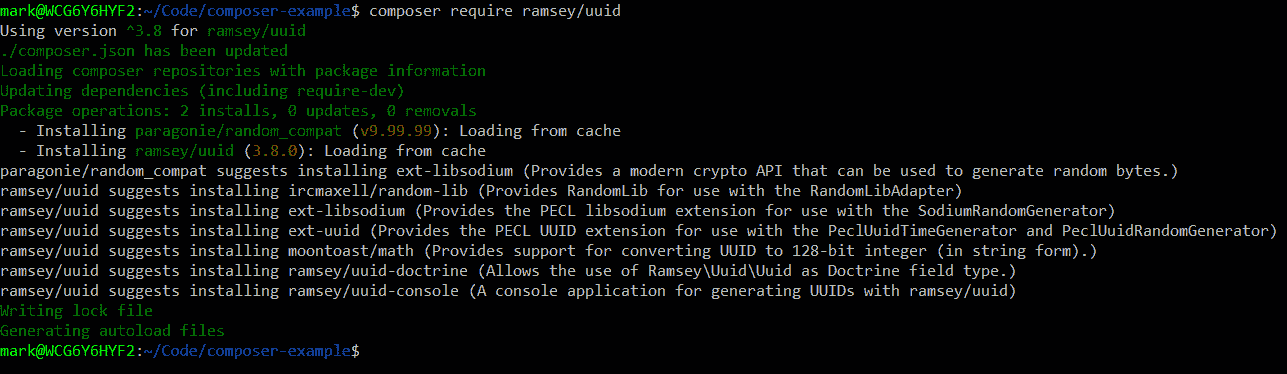 mark@WCG6Y6HYF2:~/Code/composer-example$ composer require ramsey/uuid
Using version ^3.8 for ramsey/uuid
./composer.json has been updated
Loading composer repositories with package information
Updating dependencies (including require-dev)
Package operations: 2 installs, 0 updates, 0 removals
  - Installing paragonie/random_compat (v9.99.99): Loading from cache
  - Installing ramsey/uuid (3.8.0): Loading from cache
paragonie/random_compat suggests installing ext-libsodium (Provides a modern crypto API that can be used to generate random bytes.)
ramsey/uuid suggests installing ircmaxell/random-lib (Provides RandomLib for use with the RandomLibAdapter)
ramsey/uuid suggests installing ext-libsodium (Provides the PECL libsodium extension for use with the SodiumRandomGenerator)
ramsey/uuid suggests installing ext-uuid (Provides the PECL UUID extension for use with the PeclUuidTimeGenerator and PeclUuidRandomGenerator)
ramsey/uuid suggests installing moontoast/math (Provides support for converting UUID to 128-bit integer (in string form).)
ramsey/uuid suggests installing ramsey/uuid-doctrine (Allows the use of Ramsey\Uuid\Uuid as Doctrine field type.)
ramsey/uuid suggests installing ramsey/uuid-console (A console application for generating UUIDs with ramsey/uuid)
Writing lock file
Generating autoload files
mark@WCG6Y6HYF2:~/Code/composer-example$